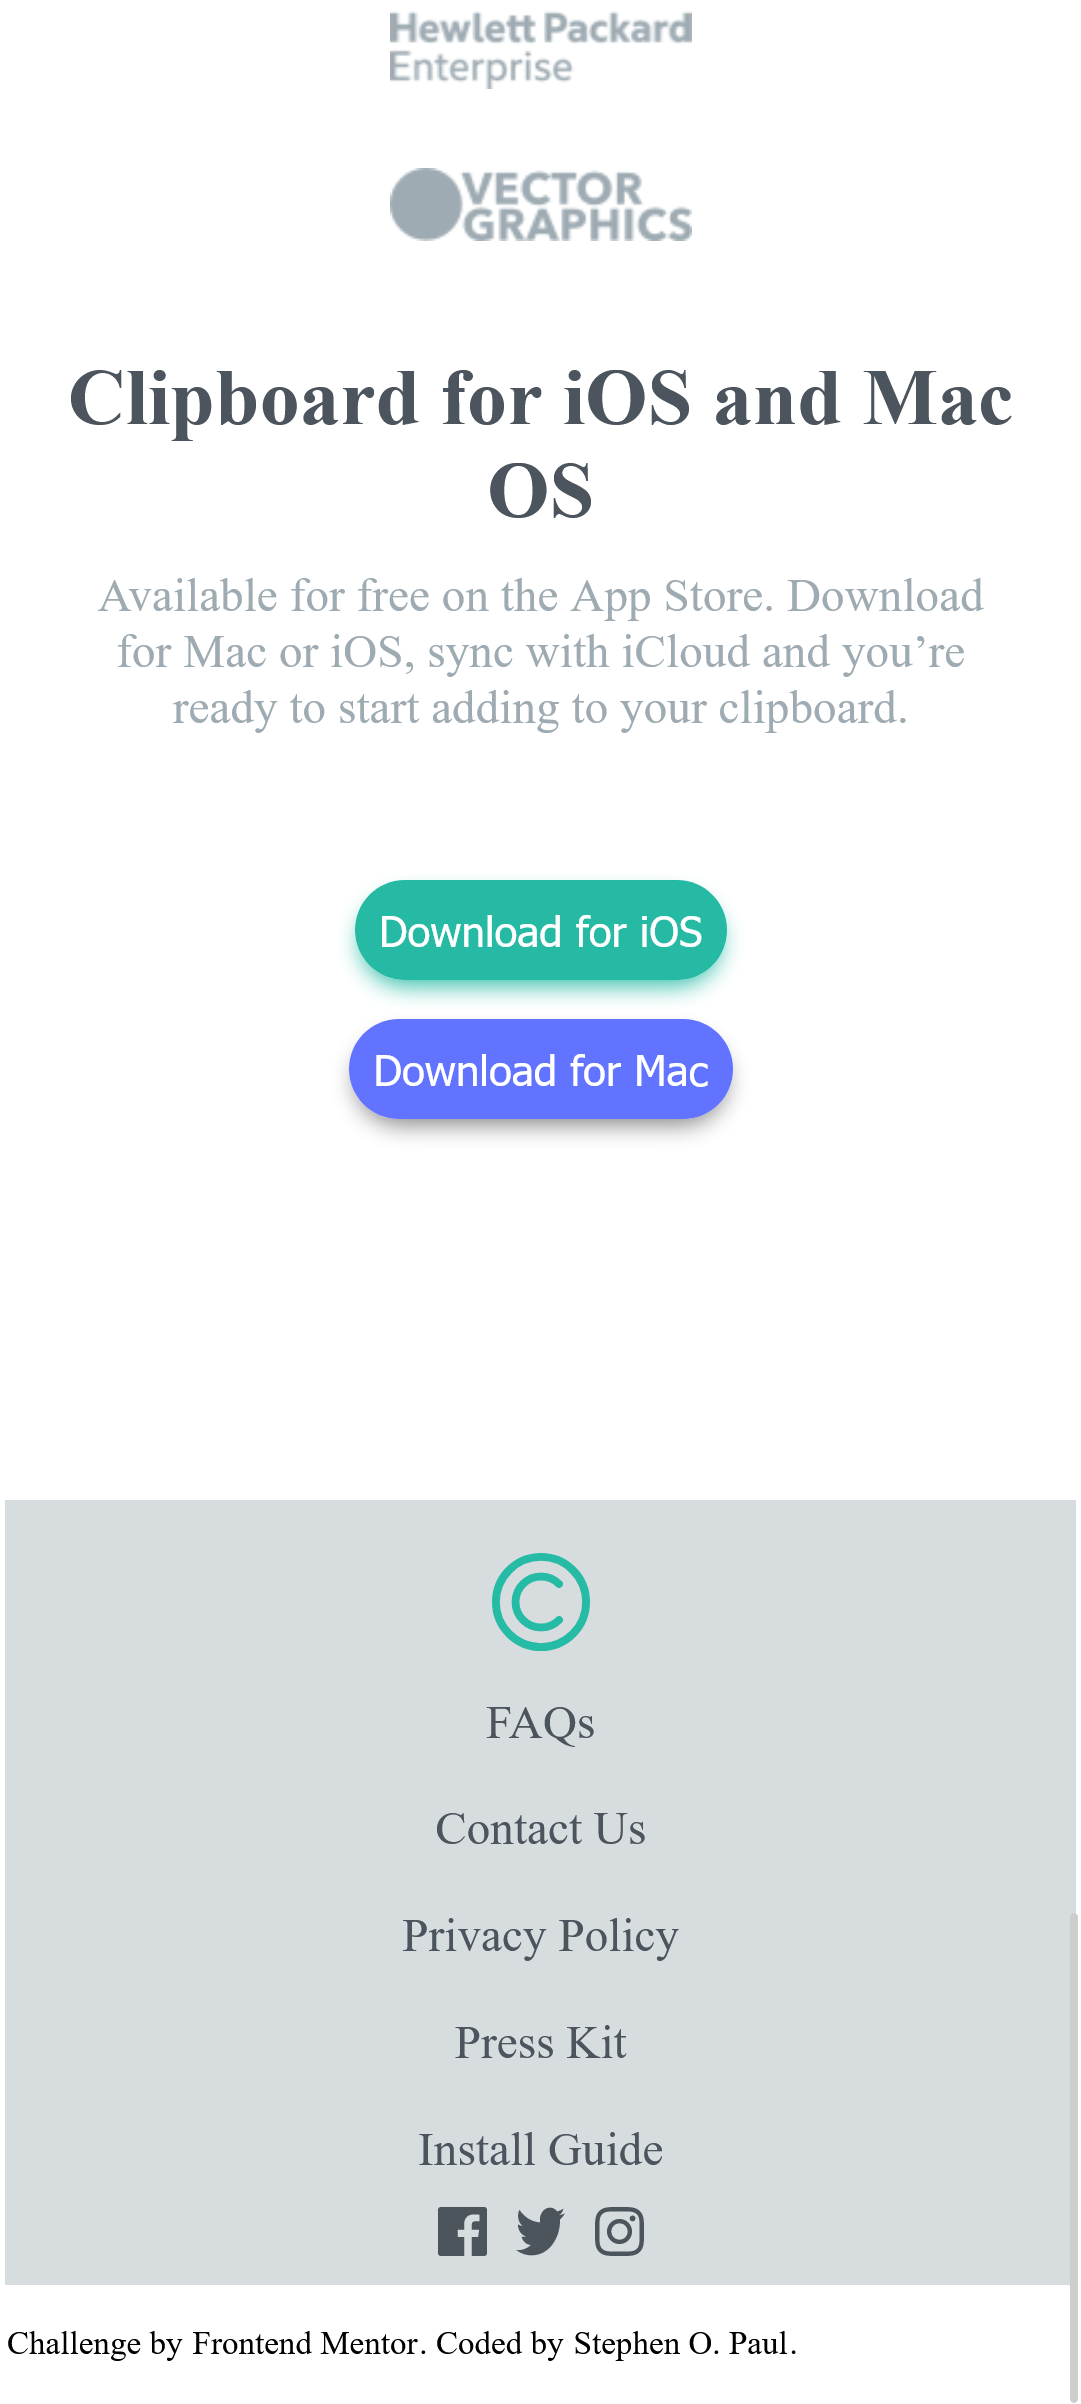 Hewlett Packard
Enterprise
VECTOR
GRAPHICS
Clipboard for iOS and Mac
OS
Available for free on the App Store. Download
for Mac or iOS, sync with iCloud and you’re
ready to start adding to your clipboard.
Download for iOS
Download for Mac
FAQs
Contact Us
Privacy Policy
Press Kit
Install Guide
Challenge by Frontend Mentor. Coded by Stephen O. Paul.